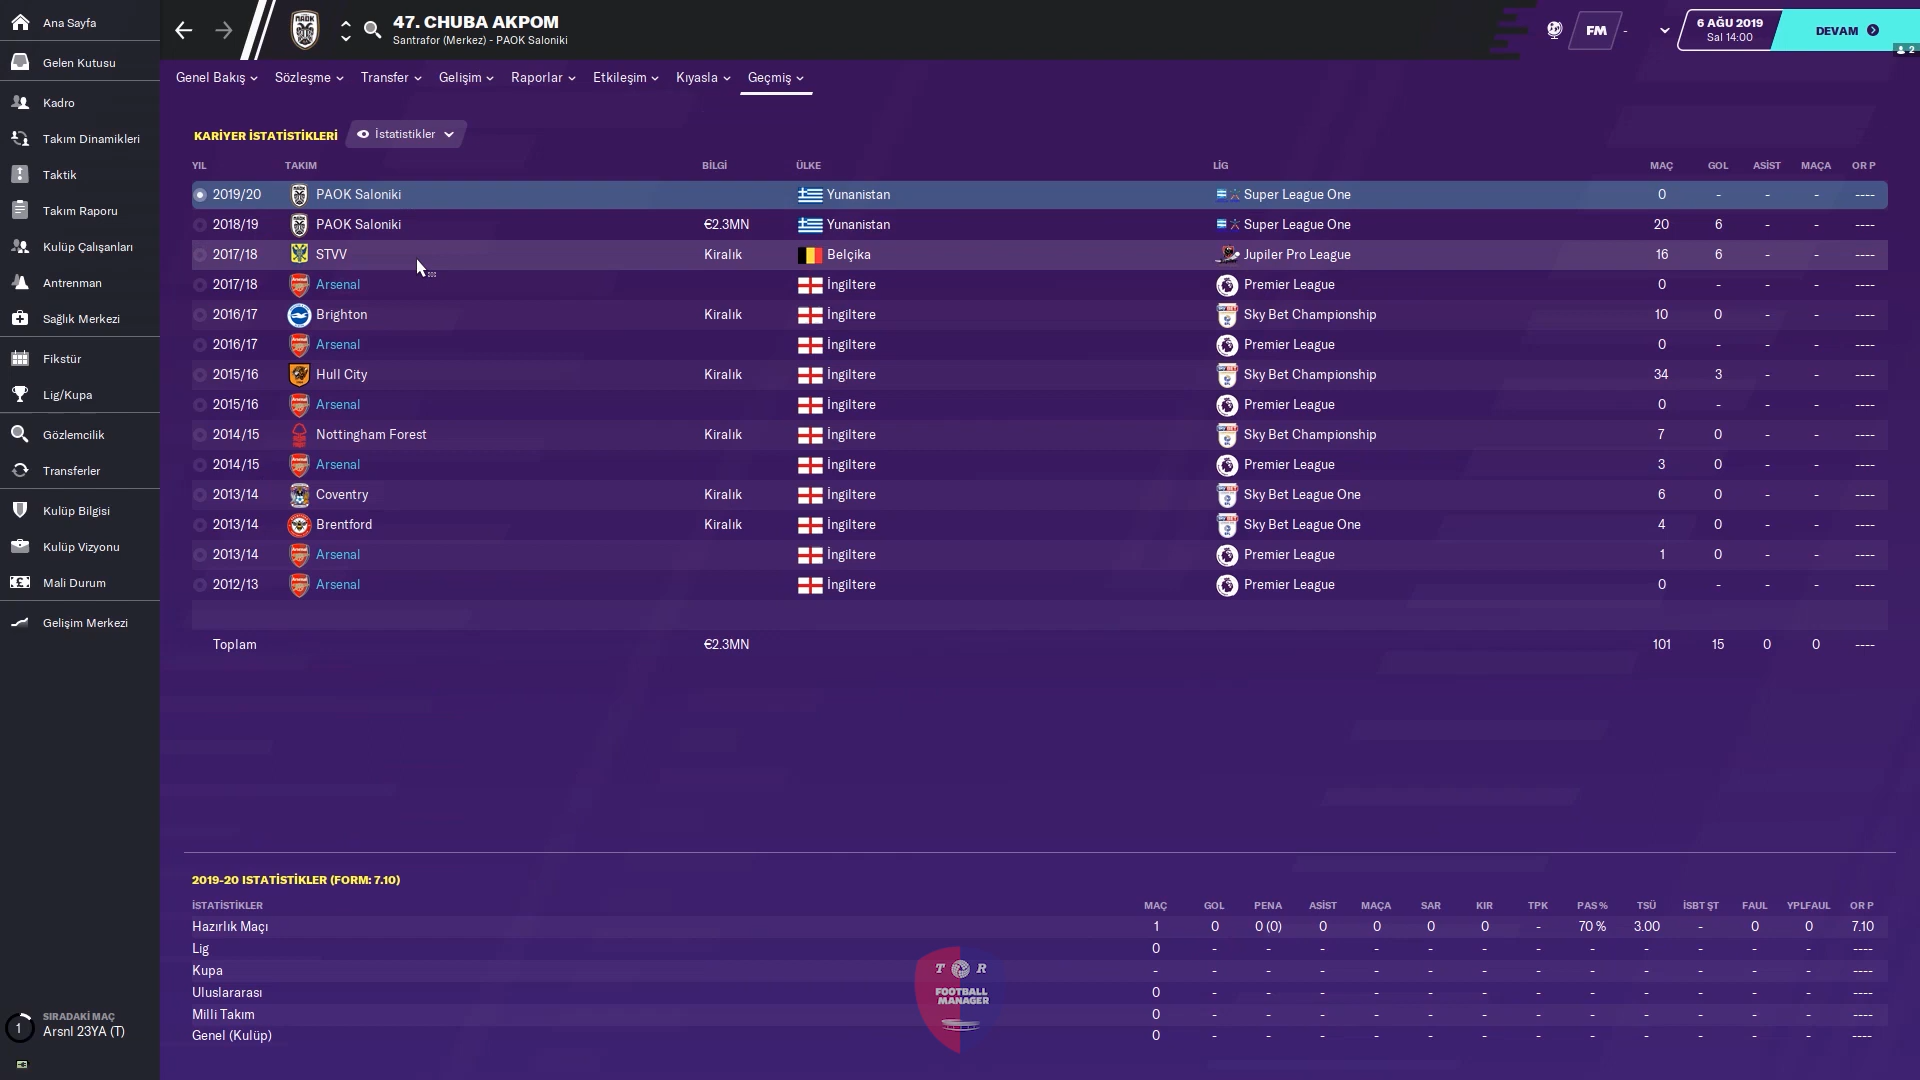 Ana Sayfa
Gelen Kutusu
Kadro
Takım Dinamikleri
Taktik
Takım Raporu
Kulüp Çalışanları
Antrenman
Sağlık Merkezi
Fikstür
Lig/Kupa
Gözlemcilik
Transferler
Kulüp Bilgisi
Kulüp Vizyonu
Mali Durum
Gelişim Merkezi
1 SIRADAKİ MAÇ
Arsnl 23YA (T)
47. CHUBA AKPOM
Santrafor (Merkez) - PAOK Saloniki
FM -
6 AĞU 2019
Sal 14:00
DEVAM
2
Genel Bakış Sözleşme Transfer Gelişim Raporlar Etkileşim Kıyasla Geçmiş
KARİYER İSTATİSTİKLERİ İstatistikler
YIL TAKIM BİLGİ ÜLKE LİG MAÇ GOL ASİST MAÇA OR P
2019/20 PAOK Saloniki Yunanistan Super League One 0 - - - ----
2018/19 PAOK Saloniki €2.3MN Yunanistan Super League One 20 6 - - ----
2017/18 STVV Kiralık Belçika Jupiler Pro League 16 6 - - ----
2017/18 Arsenal İngiltere Premier League 0 - - - ----
2016/17 Brighton Kiralık İngiltere Sky Bet Championship 10 0 - - ----
2016/17 Arsenal İngiltere Premier League 0 - - - ----
2015/16 Hull City Kiralık İngiltere Sky Bet Championship 34 3 - - ----
2015/16 Arsenal İngiltere Premier League 0 - - - ----
2014/15 Nottingham Forest Kiralık İngiltere Sky Bet Championship 7 0 - - ----
2014/15 Arsenal İngiltere Premier League 3 0 - - ----
2013/14 Coventry Kiralık İngiltere Sky Bet League One 6 0 - - ----
2013/14 Brentford Kiralık İngiltere Sky Bet League One 4 0 - - ----
2013/14 Arsenal İngiltere Premier League 1 0 - - ----
2012/13 Arsenal İngiltere Premier League 0 - - - ----
Toplam €2.3MN 101 15 0 0 ----
2019-20 ISTATİSTİKLER (FORM: 7.10)
İSTATİSTİKLER MAÇ GOL PENA ASİST MAÇA SAR KIR TPK PAS % TSÜ İSBT ŞT FAUL YPLFAUL OR P
Hazırlık Maçı 1 0 0 (0) 0 0 0 0 - 70 % 3.00 - 0 0 7.10
Lig 0 - - - - - - - - - - - - ----
Kupa - - - - - - - - - - - - - ----
Uluslararası 0 - - - - - - - - - - - - ----
Milli Takım 0 - - - - - - - - - - - - ----
Genel (Kulüp) 0 - - - - - - - - - - - - ----
T R
FOOTBALL
MANAGER